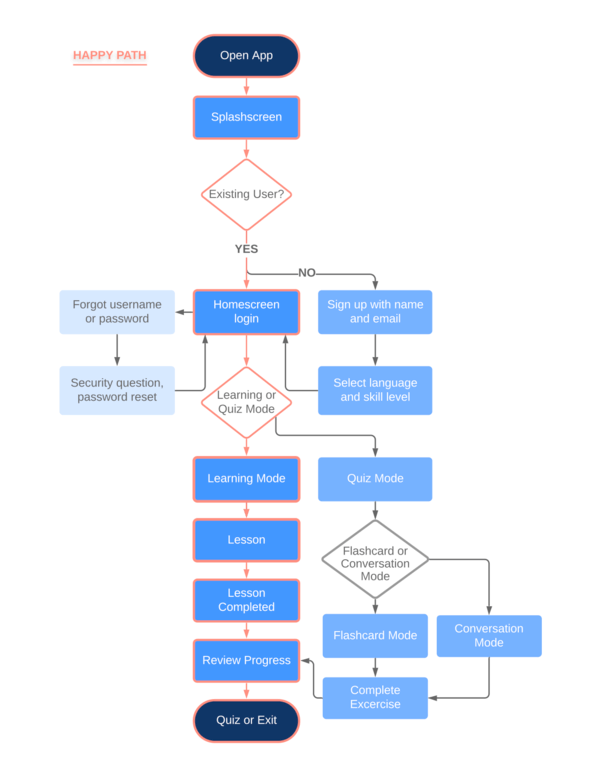 HAPPY PATH
Open App
Splashscreen
Existing User?
YES
NO
Forgot username
or password
Homescreen
login
Sign up with name
and email
Security question,
password reset
Learning or
Quiz Mode
Select language
and skill level
Learning Mode
Quiz Mode
Lesson
Flashcard or
Conversation
Mode
Lesson
Completed
Flashcard Mode
Conversation
Mode
Review Progress
Complete
Excercise
Quiz or Exit